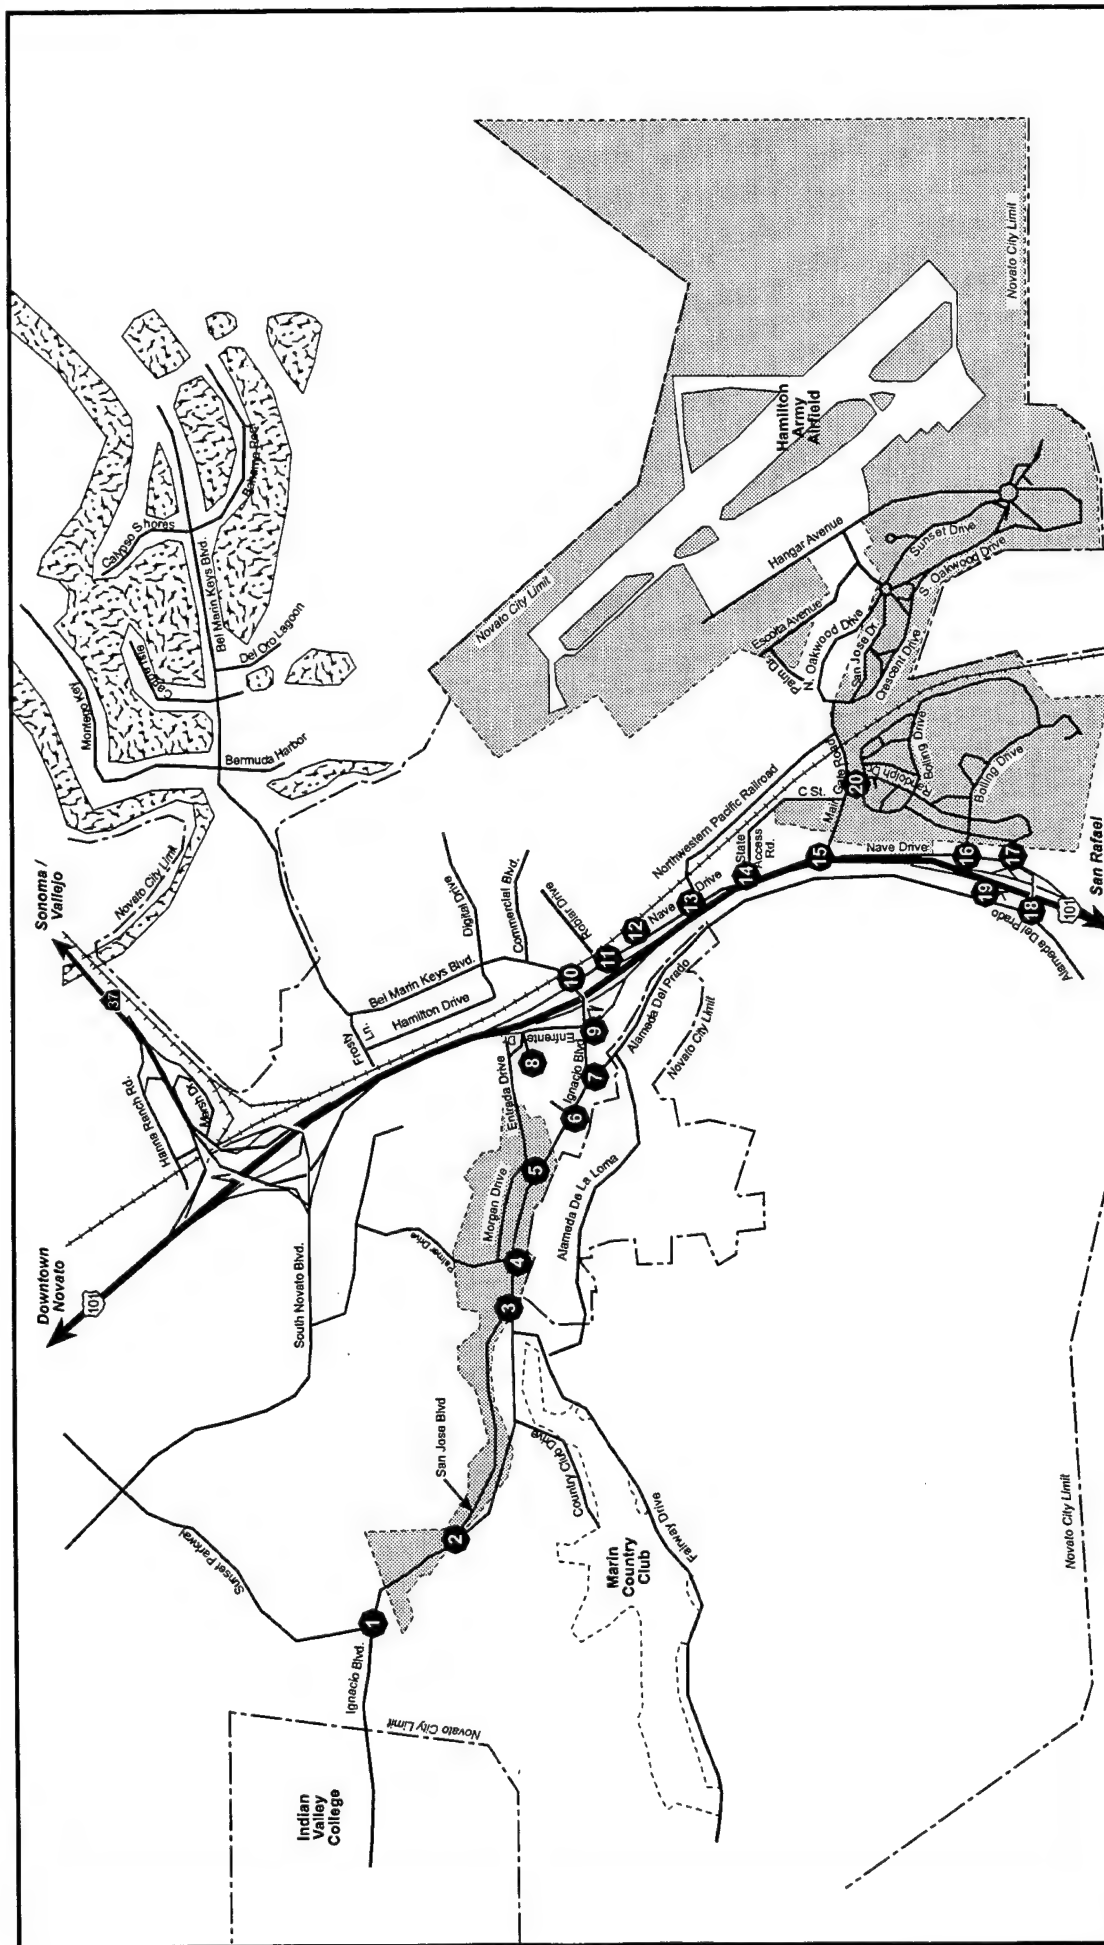 Sonoma /
Vallejo
37
Downtown
Novato
101
Hanna Ranch Rd.
Marsh Dr.
Novato City Limit
Montego Key
Calypso Shores
Bahama Reef
Bel Marin Keys Blvd.
Caribe Isle
Del Oro Lagoon
Bermuda Harbor
South Novato Blvd.
Frosty
Ln.
Hamilton Drive
Bel Marin Keys Blvd.
Digital Drive
Commercial Blvd.
Roblar Drive
Novato City Limit
Novato City Limit
Hamilton
Army
Airfield
Hangar Avenue
Escolta Avenue
Palm Dr.
N. Oakwood Drive
San Jose Dr.
Crescent Drive
Sunset Drive
S. Oakwood Drive
Northwestern Pacific Railroad
C St.
Main Gate Road
Randolph Dr.
R. Bolling Drive
Bolling Drive
State
Access
Rd.
Nave Drive
Nave Drive
Sunset Parkway
San Jose Blvd
Palmer Drive
Morgan Drive
Entrada Drive
Enfrente
Dr.
Ignacio Blvd.
Ignacio Blvd.
Alameda Del Prado
Novato City Limit
Alameda De La Loma
Country Club Drive
Fairway Drive
Marin
Country
Club
Indian
Valley
College
Novato City Limit
Novato City Limit
Alameda Del Prado
101
San Rafael
1
2
3
4
5
6
7
8
9
10
11
12
13
14
15
16
17
18
19
20